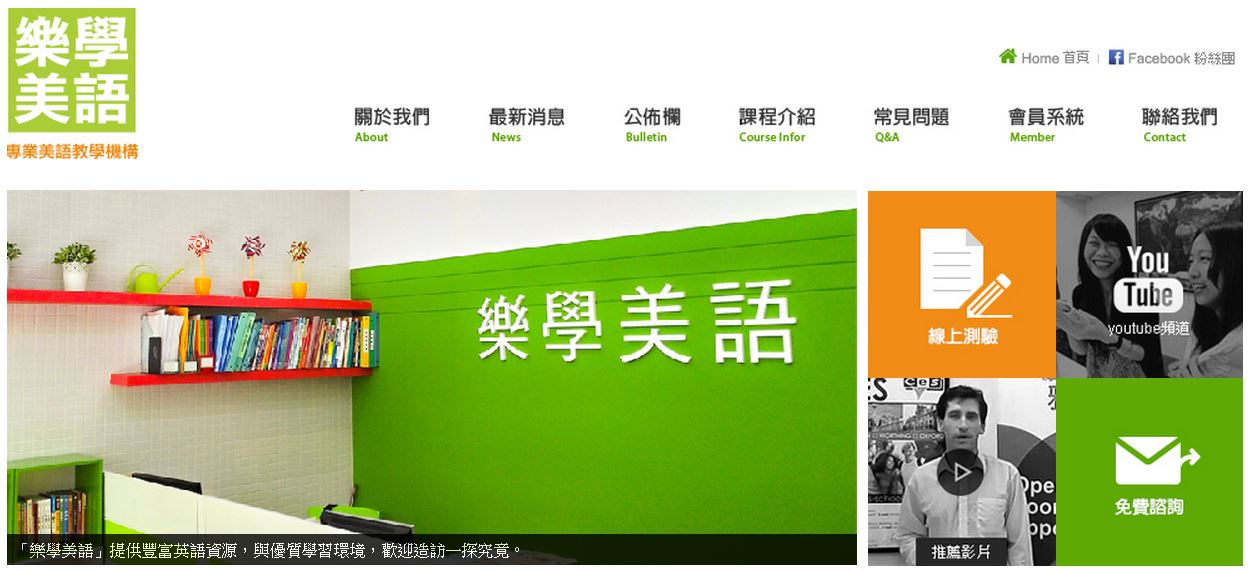 樂學
美語
專業美語教學機構
Home 首頁 | Facebook 粉絲團
關於我們 最新消息 公佈欄 課程介紹 常見問題 會員系統 聯絡我們
About News Bulletin Course Infor Q&A Member Contact
樂學美語
「樂學美語」提供豐富英語資源，與優質學習環境，歡迎造訪一探究竟。
線上測驗
You
Tube
youtube頻道
ces
WORTHING OXFORD
推薦影片
免費諮詢